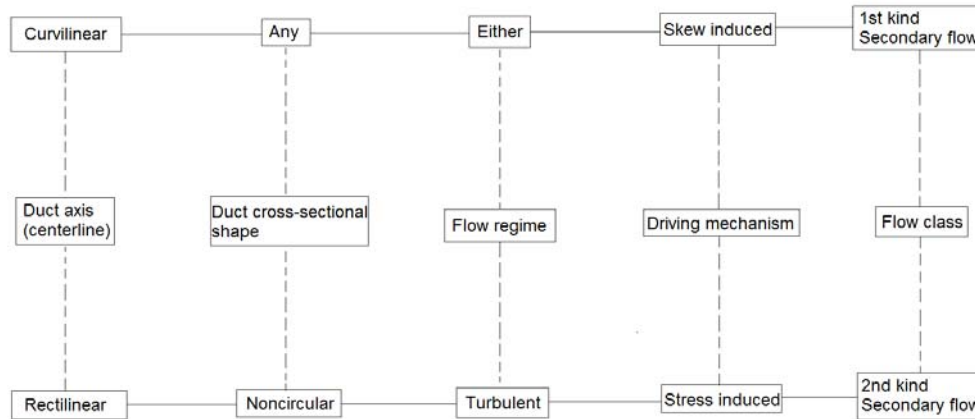 Curvilinear
Any
Either
Skew induced
1st kind
Secondary flow
Duct axis
(centerline)
Duct cross-sectional
shape
Flow regime
Driving mechanism
Flow class
Rectilinear
Noncircular
Turbulent
Stress induced
2nd kind
Secondary flow